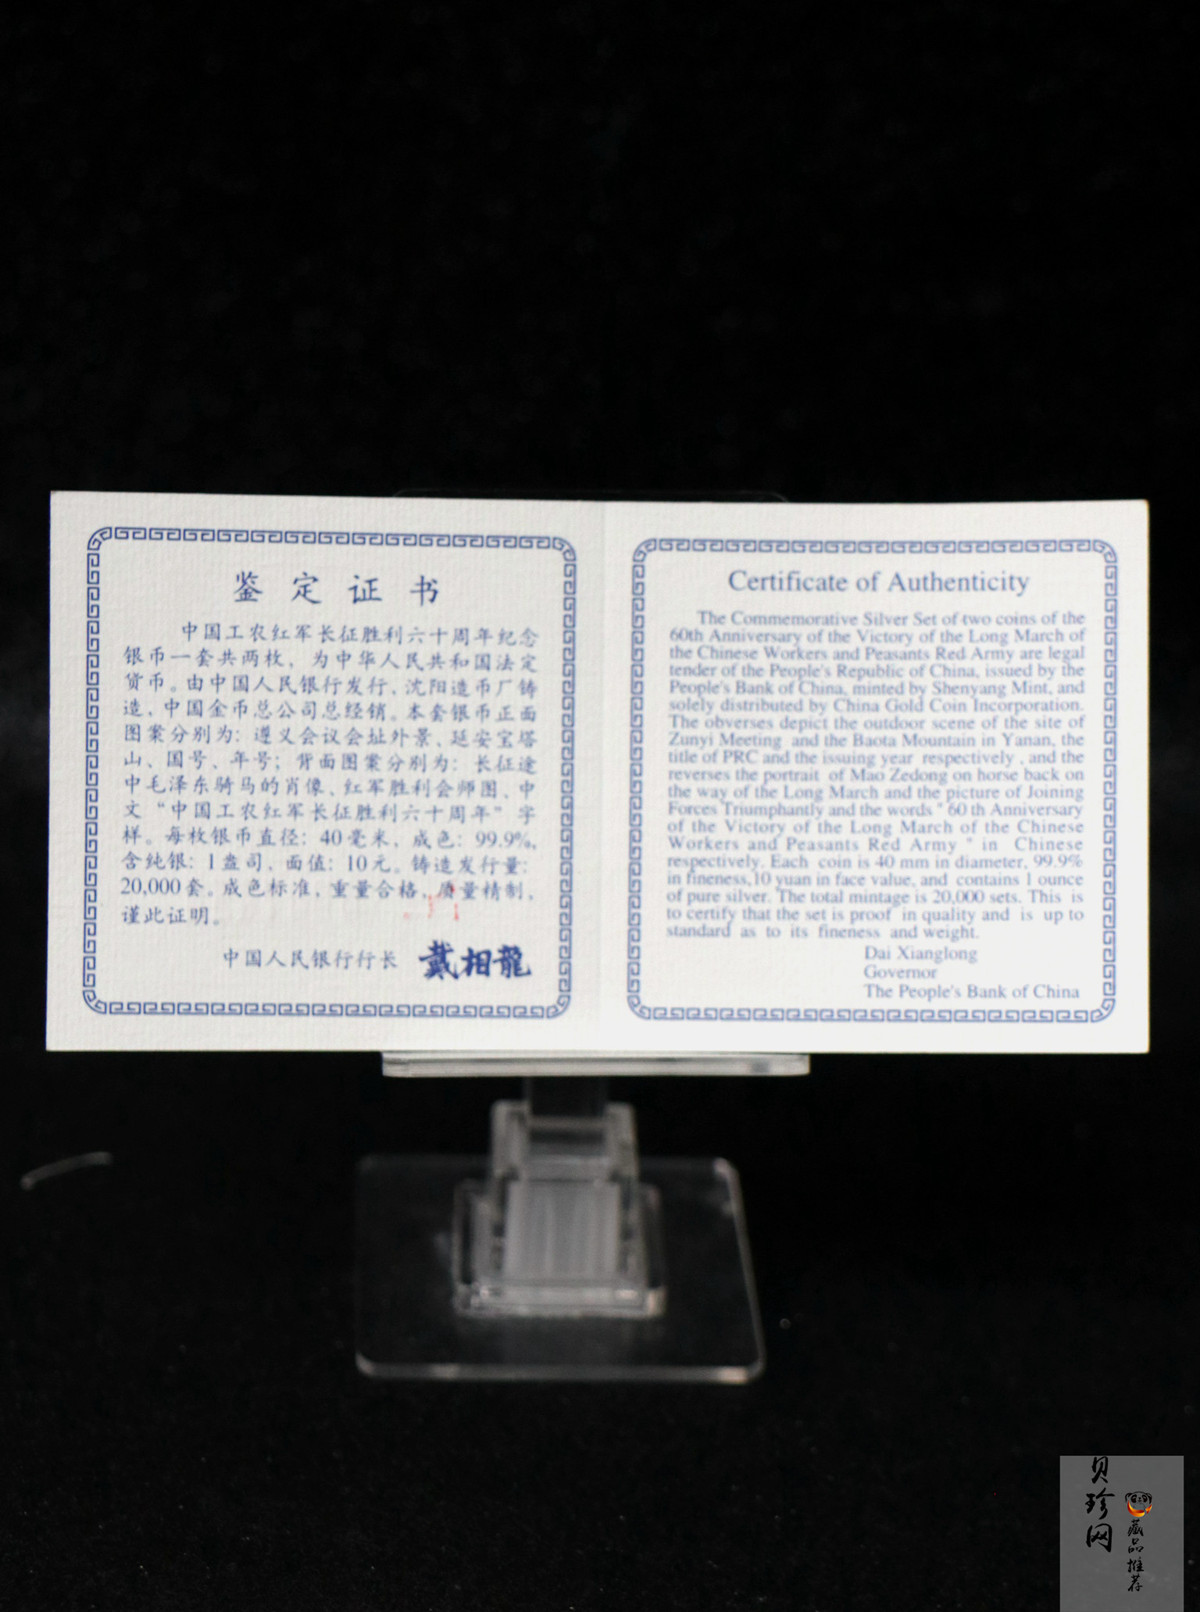 鉴定证书
中国工农红军长征胜利六十周年纪念
银币一套共两枚，为中华人民共和国法定
货币。由中国人民银行发行，沈阳造币厂铸
造，中国金币总公司总经销。本套银币正面
图案分别为：遵义会议会址外景、延安宝塔
山、国号、年号；背面图案分别为：长征途
中毛泽东骑马的肖像、红军胜利会师图、中
文“中国工农红军长征胜利六十周年”字
样。每枚银币直径：40毫米，成色：99.9%,
含纯银：1盎司，面值：10元。铸造发行量：
20,000套。成色标准，重量合格，质量精制，
谨此证明。
中国人民银行行长 戴相龍
Certificate of Authenticity
The Commemorative Silver Set of two coins of the
60th Anniversary of the Victory of the Long March of
the Chinese Workers and Peasants Red Army are legal
tender of the People's Republic of China, issued by the
People's Bank of China, minted by Shenyang Mint, and
solely distributed by China Gold Coin Incorporation.
The obverses depict the outdoor scene of the site of
Zunyi Meeting and the Baota Mountain in Yanan, the
title of PRC and the issuing year respectively , and the
reverses the portrait of Mao Zedong on horse back on
the way of the Long March and the picture of Joining
Forces Triumphantly and the words " 60 th Anniversary
of the Victory of the Long March of the Chinese
Workers and Peasants Red Army " in Chinese
respectively. Each coin is 40 mm in diameter, 99.9%
in fineness,10 yuan in face value, and contains 1 ounce
of pure silver. The total mintage is 20,000 sets. This is
to certify that the set is proof in quality and is up to
standard as to its fineness and weight.
Dai Xianglong
Governor
The People's Bank of China
贝珍网
藏品推荐